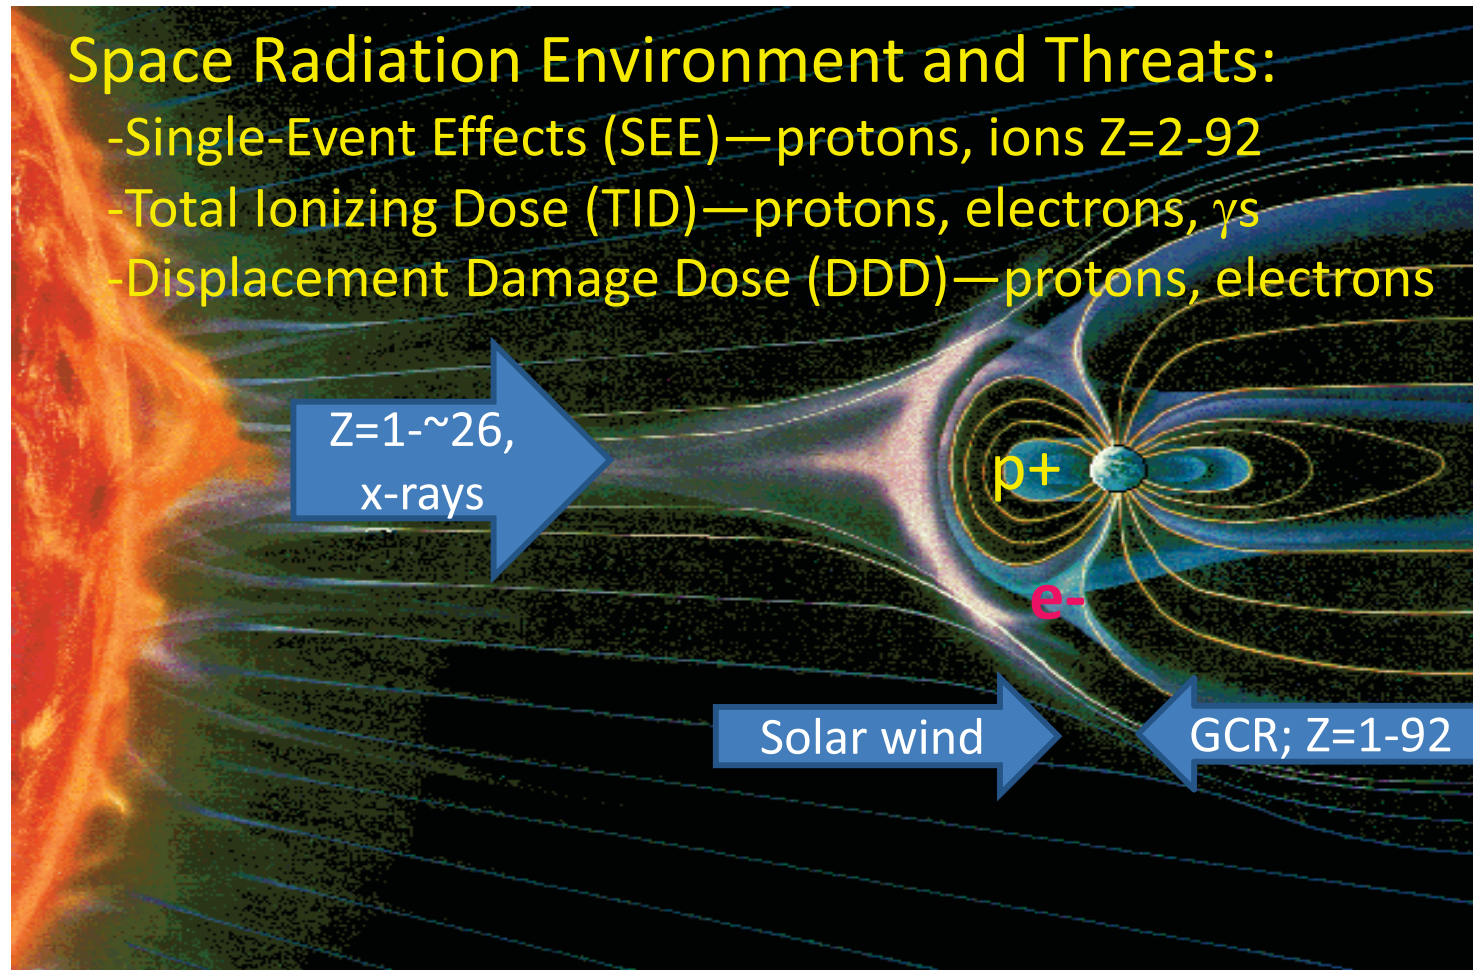 Space Radiation Environment and Threats:
-Single-Event Effects (SEE)—protons, ions Z=2-92
-Total Ionizing Dose (TID)—protons, electrons, γs
-Displacement Damage Dose (DDD)—protons, electrons
Z=1-~26,
x-rays
p+
e-
Solar wind
GCR; Z=1-92